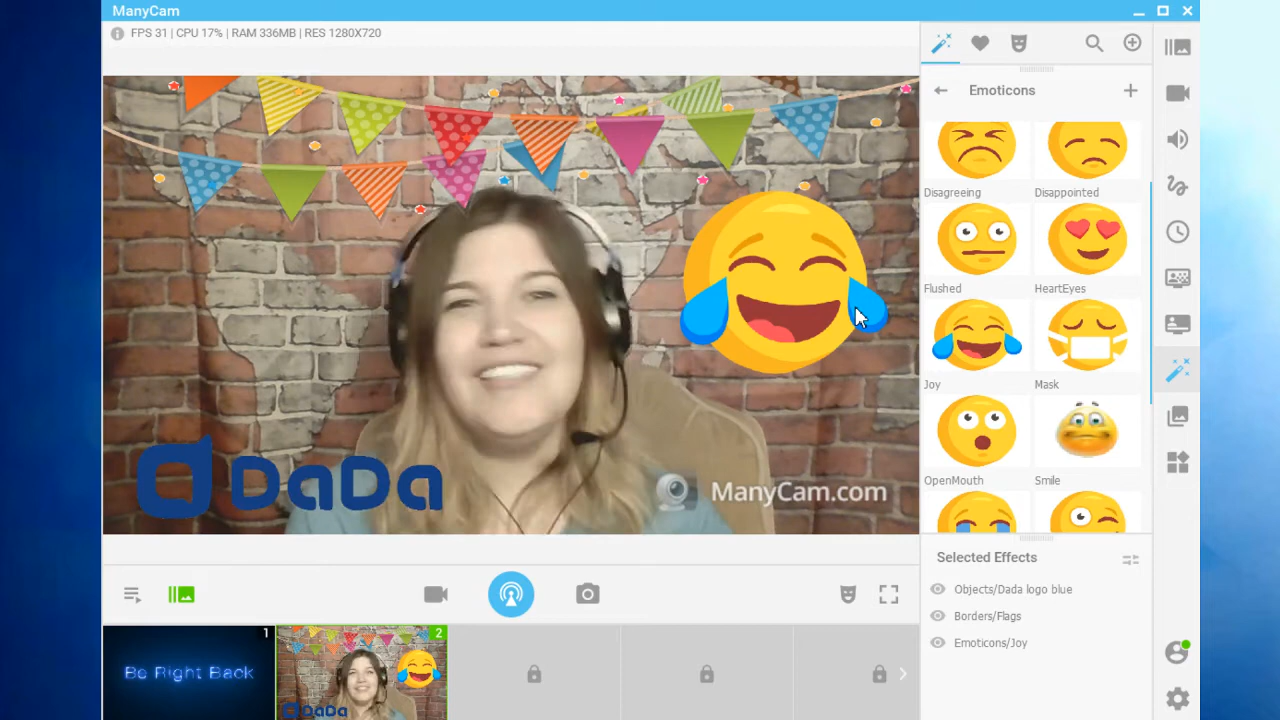 ManyCam
FPS 31 | CPU 17% | RAM 336MB | RES 1280X720
Emoticons
Disagreeing
Disappointed
Flushed
HeartEyes
Joy
Mask
OpenMouth
Smile
DaDa
ManyCam.com
Selected Effects
Objects/Dada logo blue
Borders/Flags
Emoticons/Joy
Be Right Back
1
2
DaDa